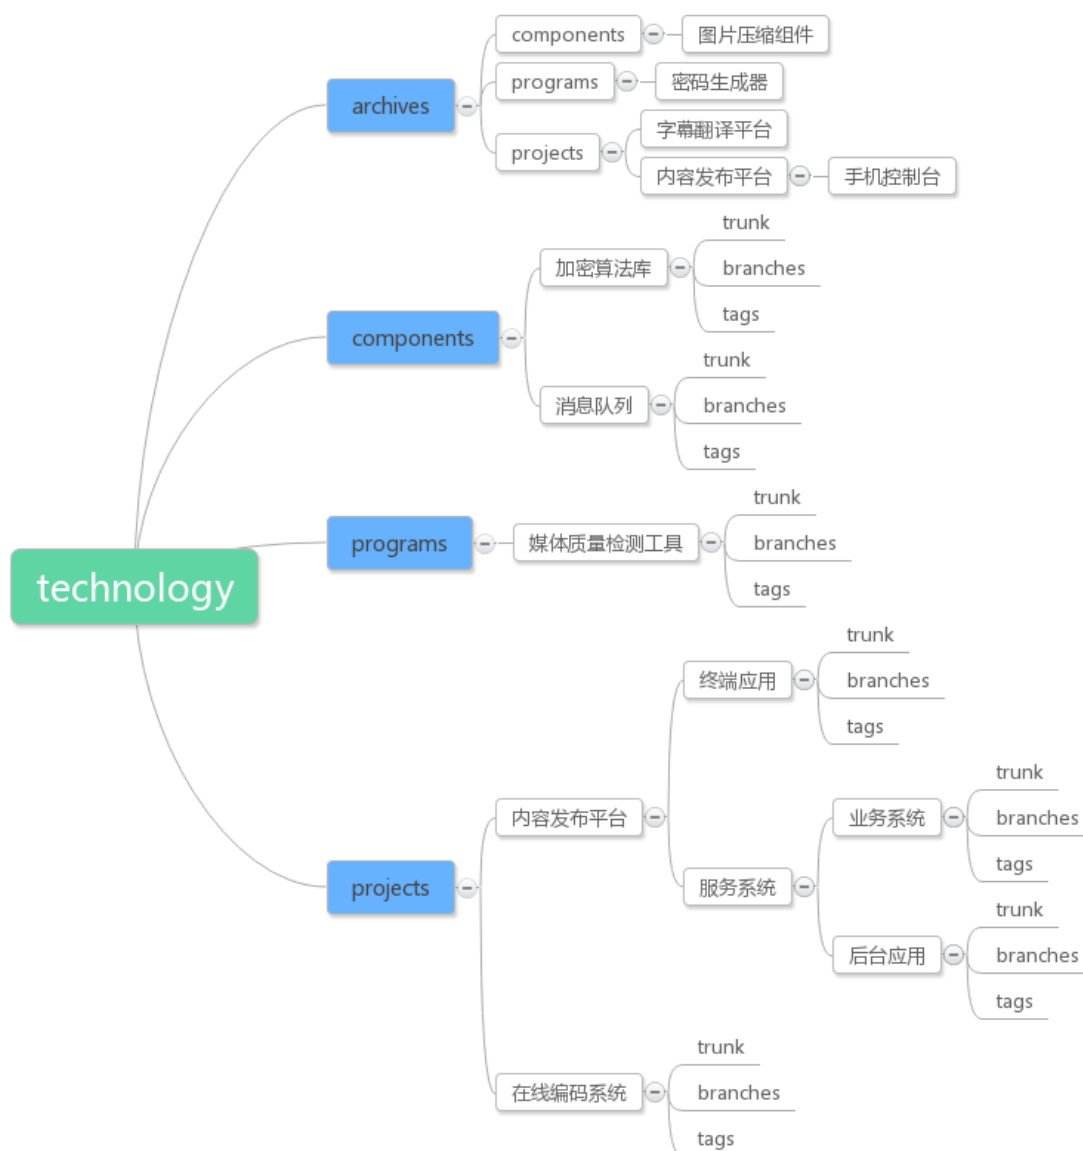 technology
archives
components
图片压缩组件
programs
密码生成器
projects
字幕翻译平台
内容发布平台
手机控制台
components
加密算法库
trunk
branches
tags
消息队列
trunk
branches
tags
programs
媒体质量检测工具
trunk
branches
tags
projects
内容发布平台
终端应用
trunk
branches
tags
服务系统
业务系统
trunk
branches
tags
后台应用
trunk
branches
tags
在线编码系统
trunk
branches
tags